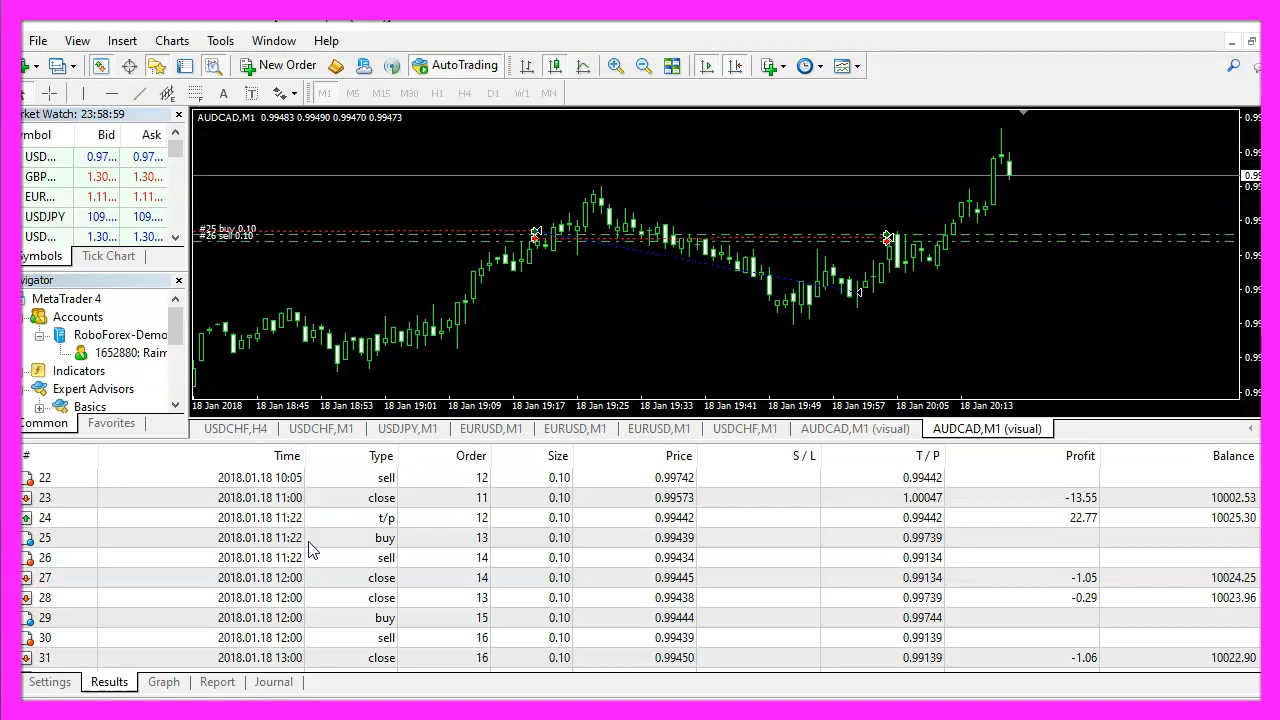 File View Insert Charts Tools Window Help
New Order AutoTrading
M1 M5 M15 M30 H1 H4 D1 W1 MN
rket Watch: 23:58:59
ymbol Bid Ask
USD... 0.97... 0.97...
GBP... 1.30... 1.30...
EUR... 1.11... 1.11...
USDJPY 109.... 109....
USD... 1.30... 1.30...
ymbols Tick Chart
vigator
MetaTrader 4
Accounts
RoboForex-Demo
1652880: Raim
Indicators
Expert Advisors
Basics
ommon Favorites
AUDCAD,M1 0.99483 0.99490 0.99470 0.99473
#25 buy 0.10
#26 sell 0.10
18 Jan 2018 18 Jan 18:45 18 Jan 18:53 18 Jan 19:01 18 Jan 19:09 18 Jan 19:17 18 Jan 19:25 18 Jan 19:33 18 Jan 19:41 18 Jan 19:49 18 Jan 19:57 18 Jan 20:05 18 Jan 20:13
USDCHF,H4 USDCHF,M1 USDJPY,M1 EURUSD,M1 EURUSD,M1 EURUSD,M1 USDCHF,M1 AUDCAD,M1 (visual) AUDCAD,M1 (visual)
# Time Type Order Size Price S / L T / P Profit Balance
22 2018.01.18 10:05 sell 12 0.10 0.99742 0.99442
23 2018.01.18 11:00 close 11 0.10 0.99573 1.00047 -13.55 10002.53
24 2018.01.18 11:22 t/p 12 0.10 0.99442 0.99442 22.77 10025.30
25 2018.01.18 11:22 buy 13 0.10 0.99439 0.99739
26 2018.01.18 11:22 sell 14 0.10 0.99434 0.99134
27 2018.01.18 12:00 close 14 0.10 0.99445 0.99134 -1.05 10024.25
28 2018.01.18 12:00 close 13 0.10 0.99438 0.99739 -0.29 10023.96
29 2018.01.18 12:00 buy 15 0.10 0.99444 0.99744
30 2018.01.18 12:00 sell 16 0.10 0.99439 0.99139
31 2018.01.18 13:00 close 16 0.10 0.99450 0.99139 -1.06 10022.90
Settings Results Graph Report Journal